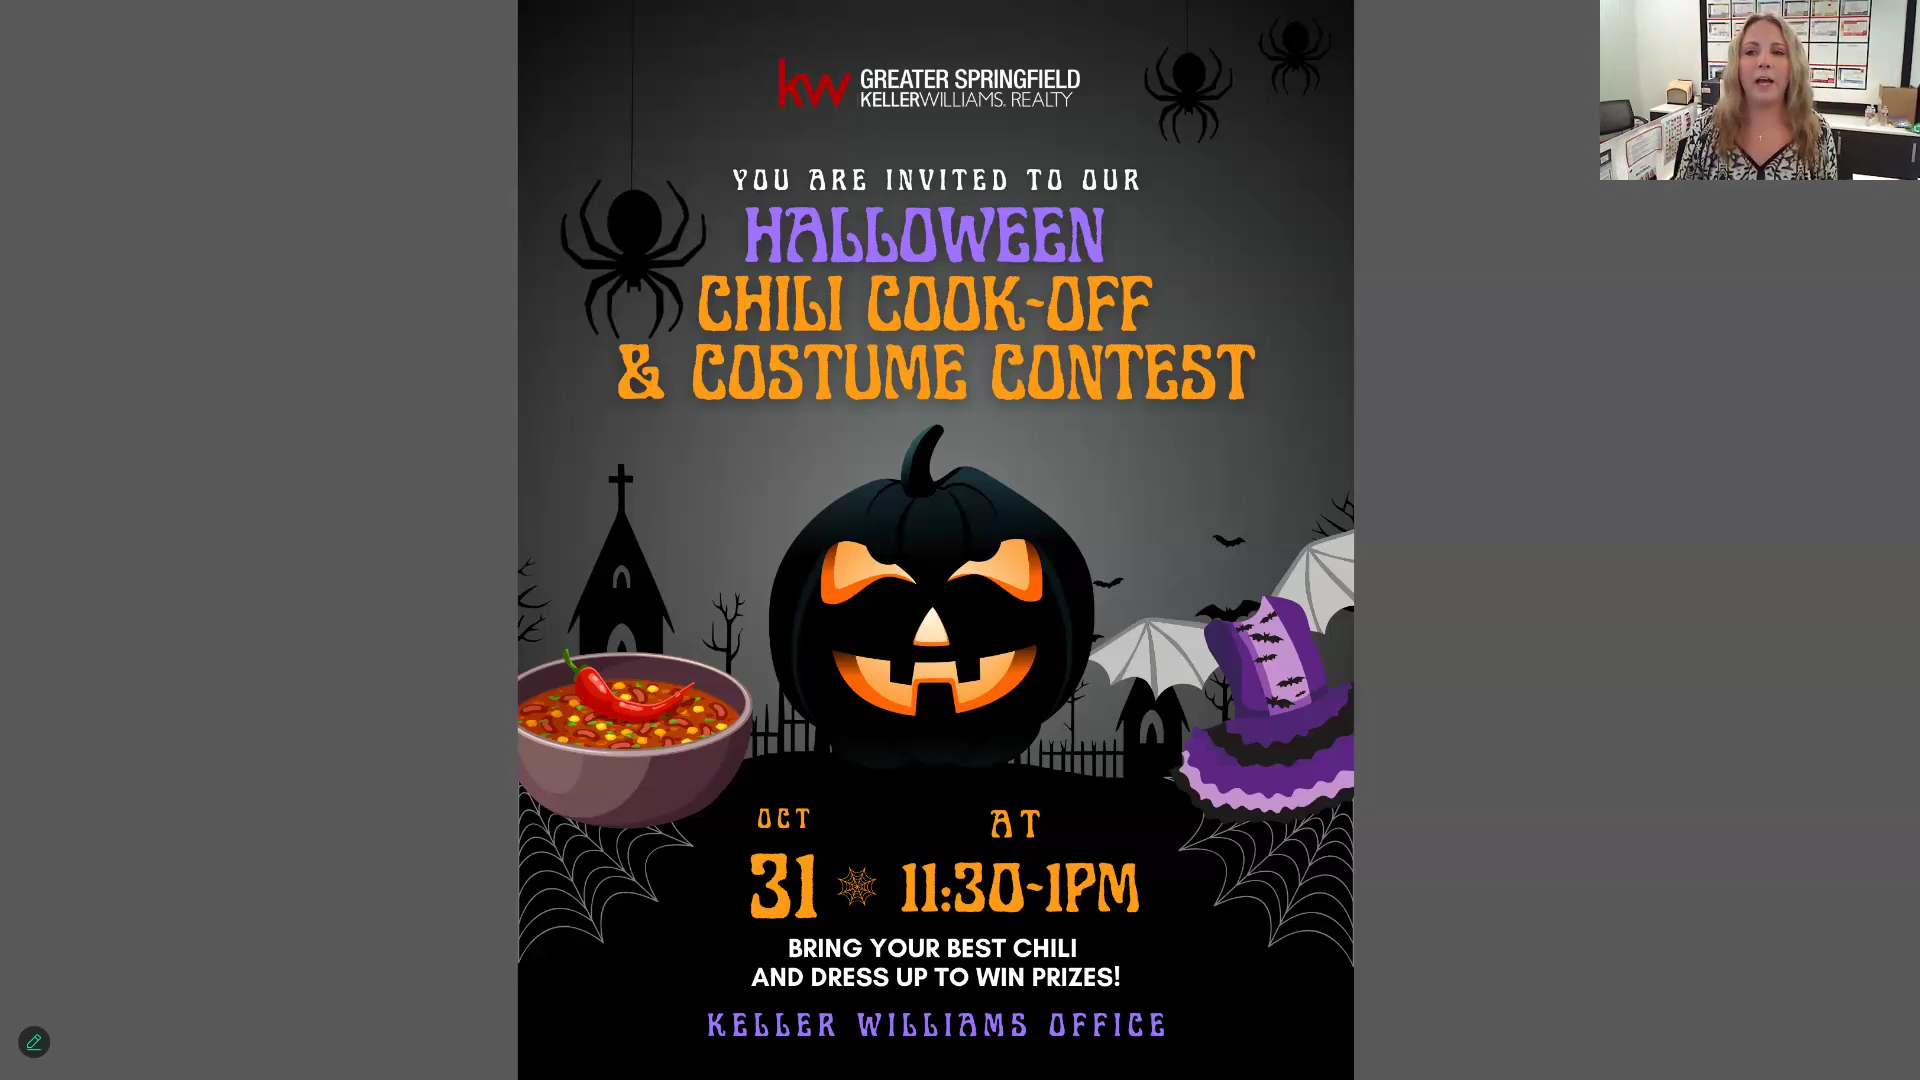 kw GREATER SPRINGFIELD
KELLERWILLIAMS. REALTY
YOU ARE INVITED TO OUR
HALLOWEEN
CHILI COOK-OFF
& COSTUME CONTEST
OCT
AT
31
11:30-1PM
BRING YOUR BEST CHILI
AND DRESS UP TO WIN PRIZES!
KELLER WILLIAMS OFFICE